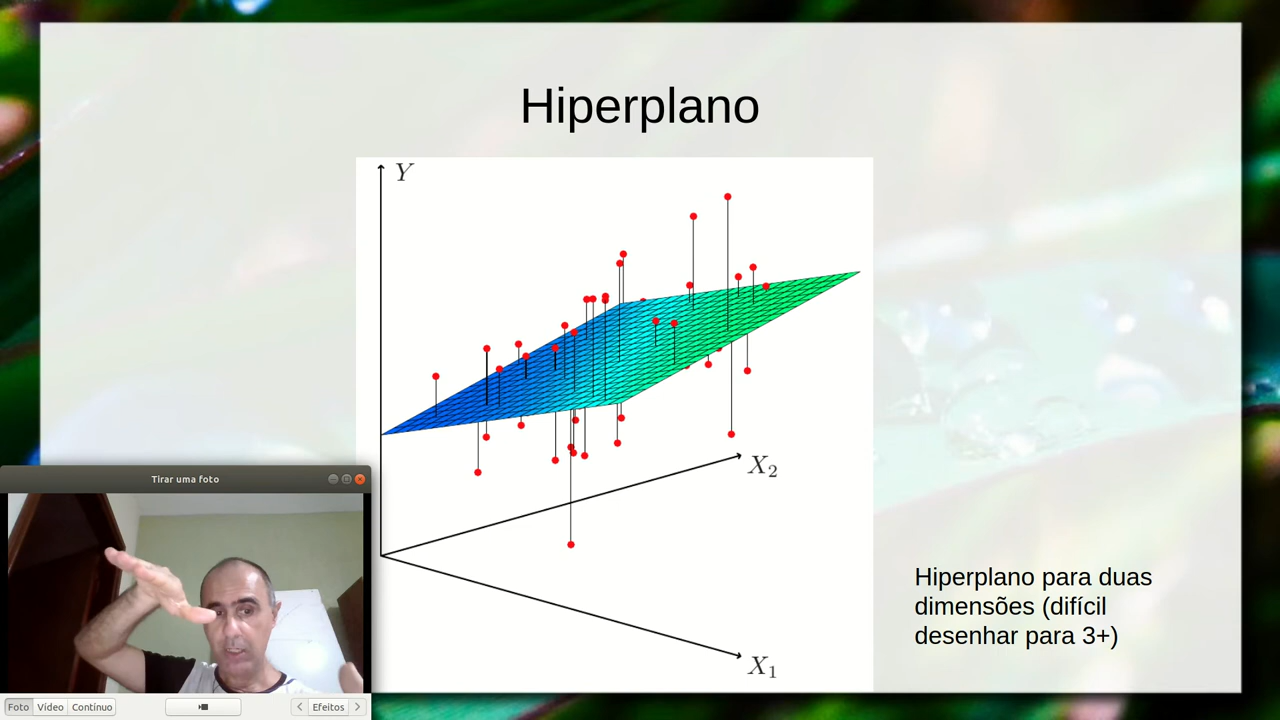 Hiperplano
Y
X2
X1
Hiperplano para duas
dimensões (difícil
desenhar para 3+)
Tirar uma foto
Foto Vídeo Contínuo Efeitos